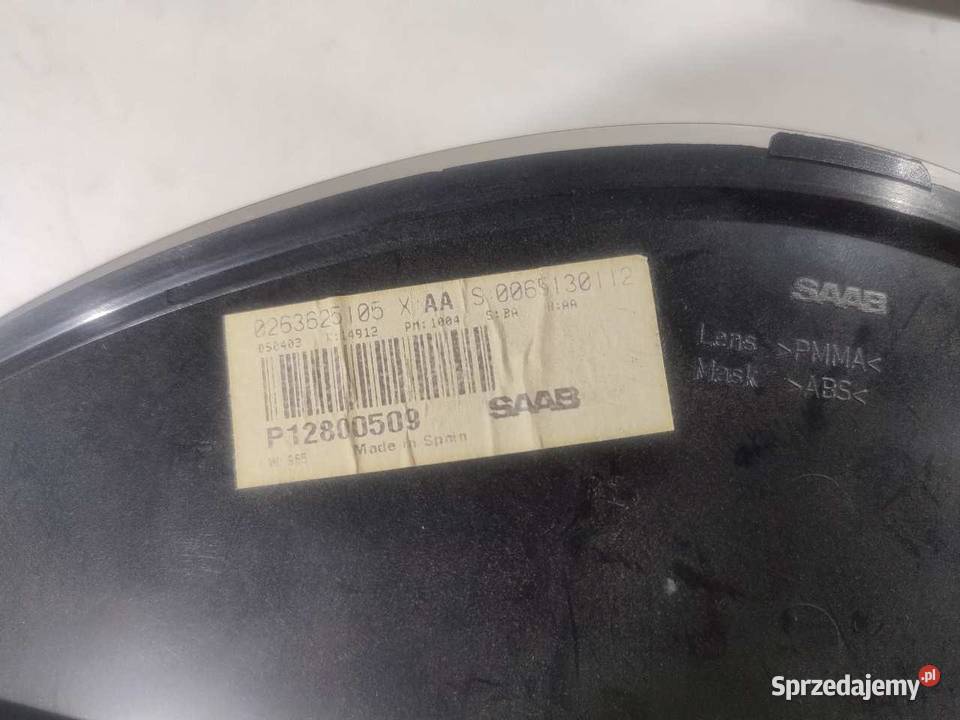 0263625105 X AA S 0065130112
050403 T:14912 PM:1004 S:BA H:AA
P12800509 SAAB
Made in Spain
SAAB
Lens >PMMA<
Mask >ABS<
Sprzedajemy.pl